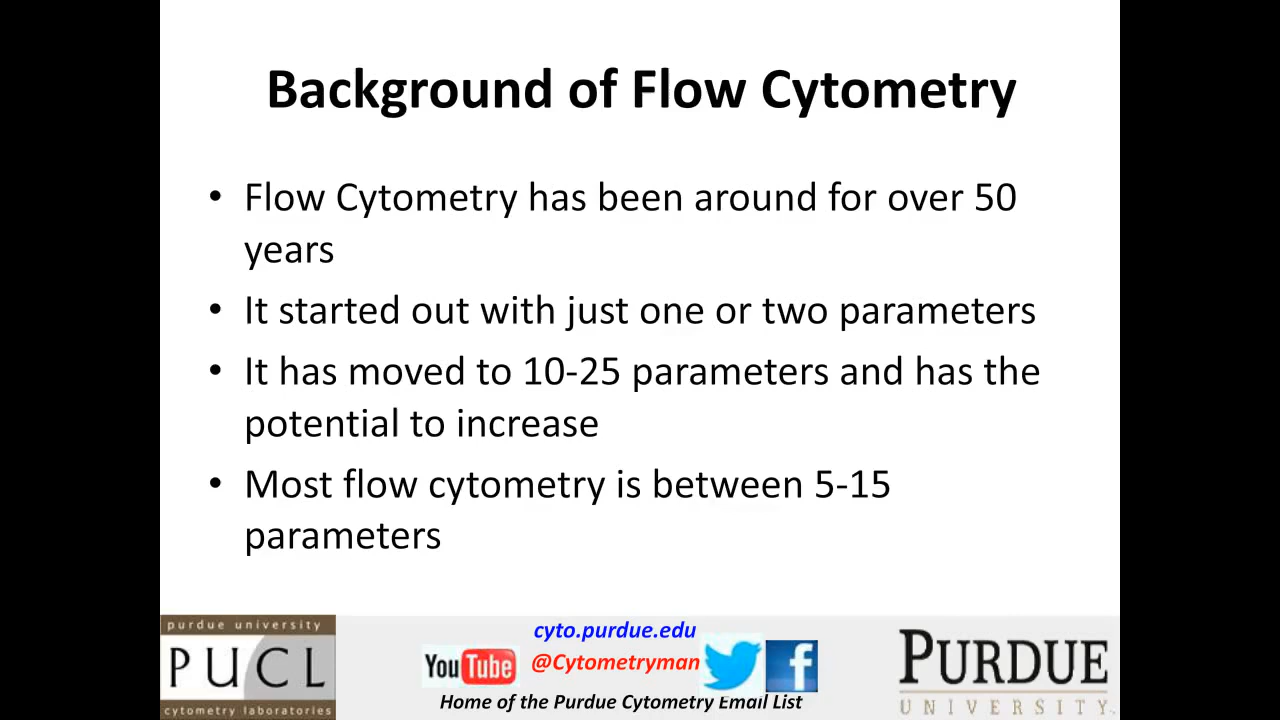 Background of Flow Cytometry
• Flow Cytometry has been around for over 50
years
• It started out with just one or two parameters
• It has moved to 10-25 parameters and has the
potential to increase
• Most flow cytometry is between 5-15
parameters
purdue university
PUCL
cytometry laboratories
cyto.purdue.edu
YouTube
@Cytometryman
f
Home of the Purdue Cytometry Email List
PURDUE
UNIVERSITY